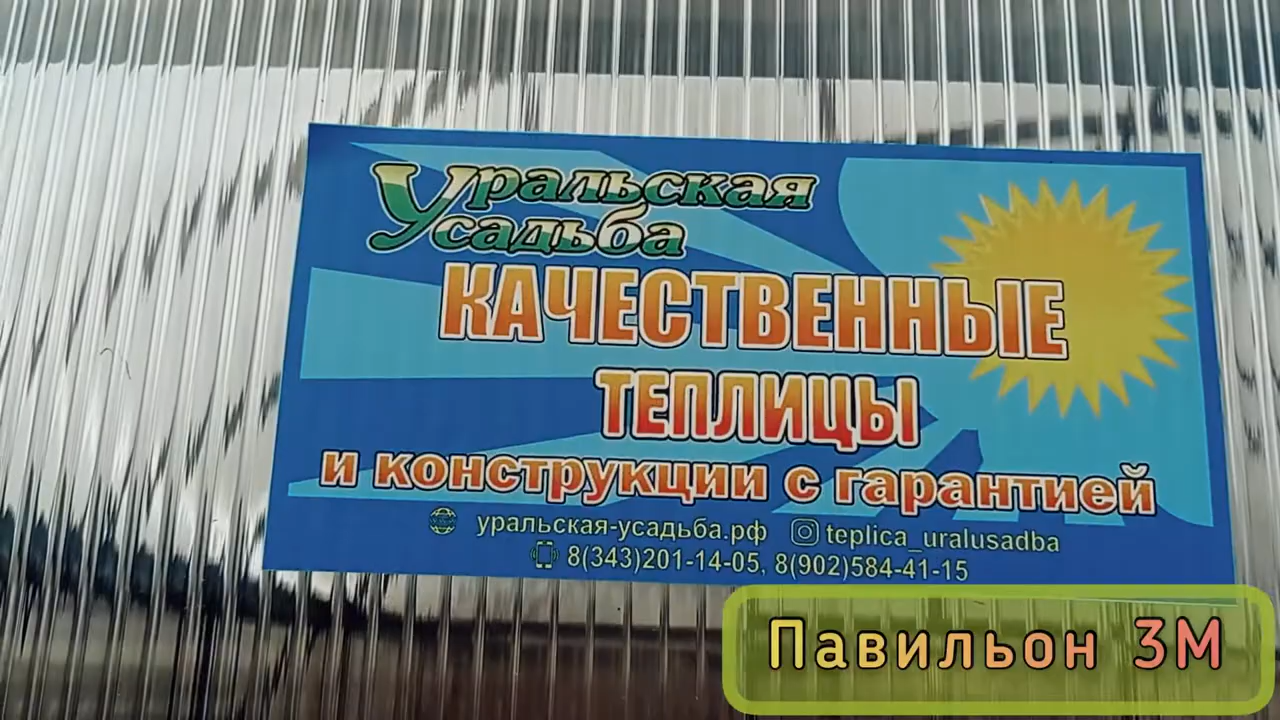 Уральская
Усадьба
КАЧЕСТВЕННЫЕ
ТЕПЛИЦЫ
и конструкции с гарантией
уральская-усадьба.рф teplica_uralusadba
8(343)201-14-05, 8(902)584-41-15
Павильон 3М